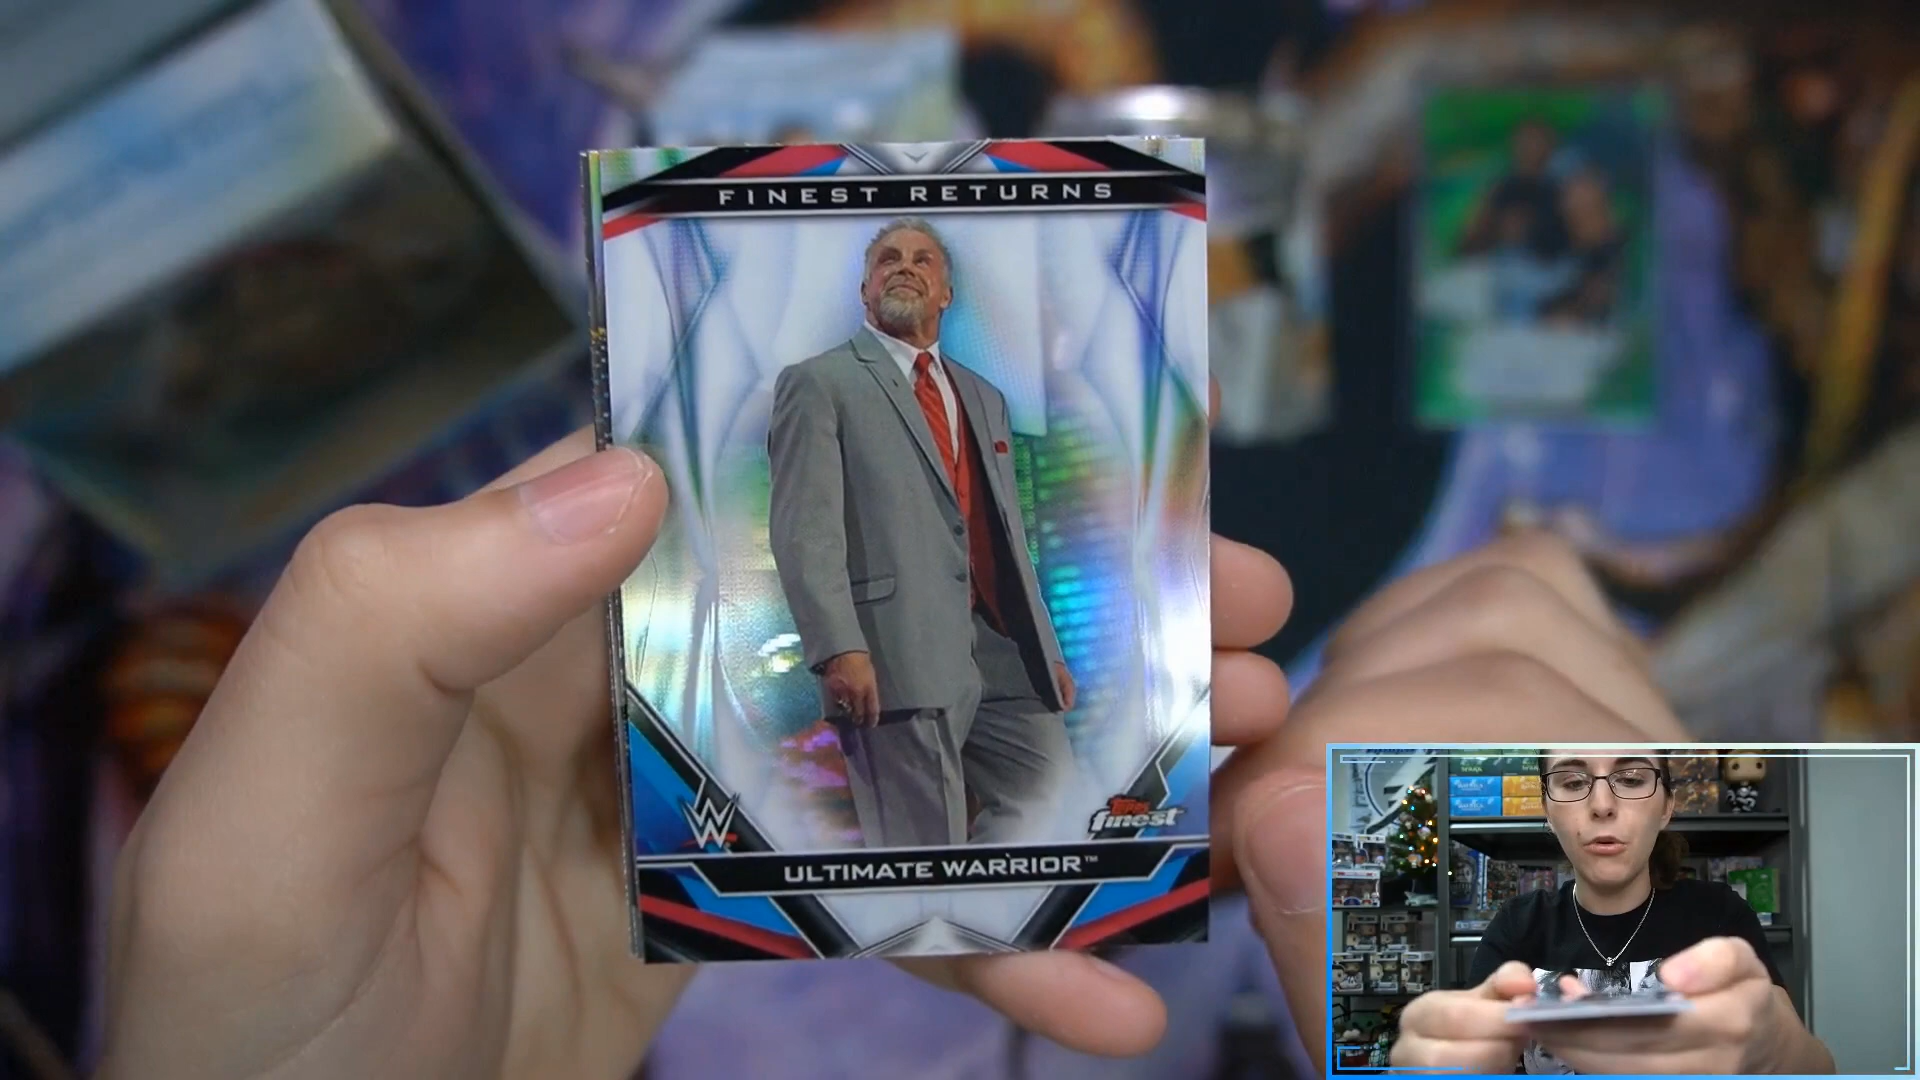 FINEST RETURNS
W
Topps
finest
ULTIMATE WARRIOR™